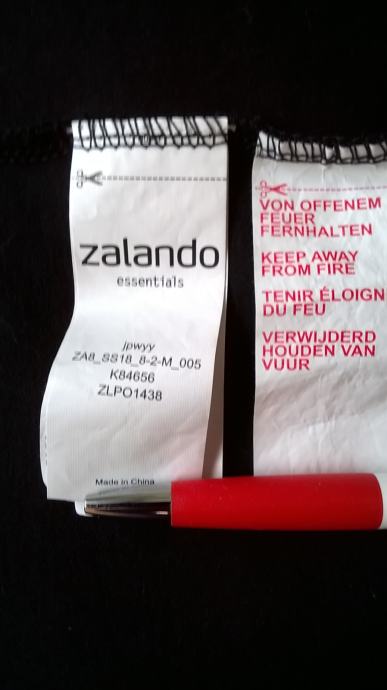 zalando
essentials
jpwyy
ZA8_SS18_8-2-M_005
K84656
ZLPO1438
Made in China
VON OFFENEM
FEUER
FERNHALTEN
KEEP AWAY
FROM FIRE
TENIR ÉLOIGN
DU FEU
VERWIJDERD
HOUDEN VAN
VUUR